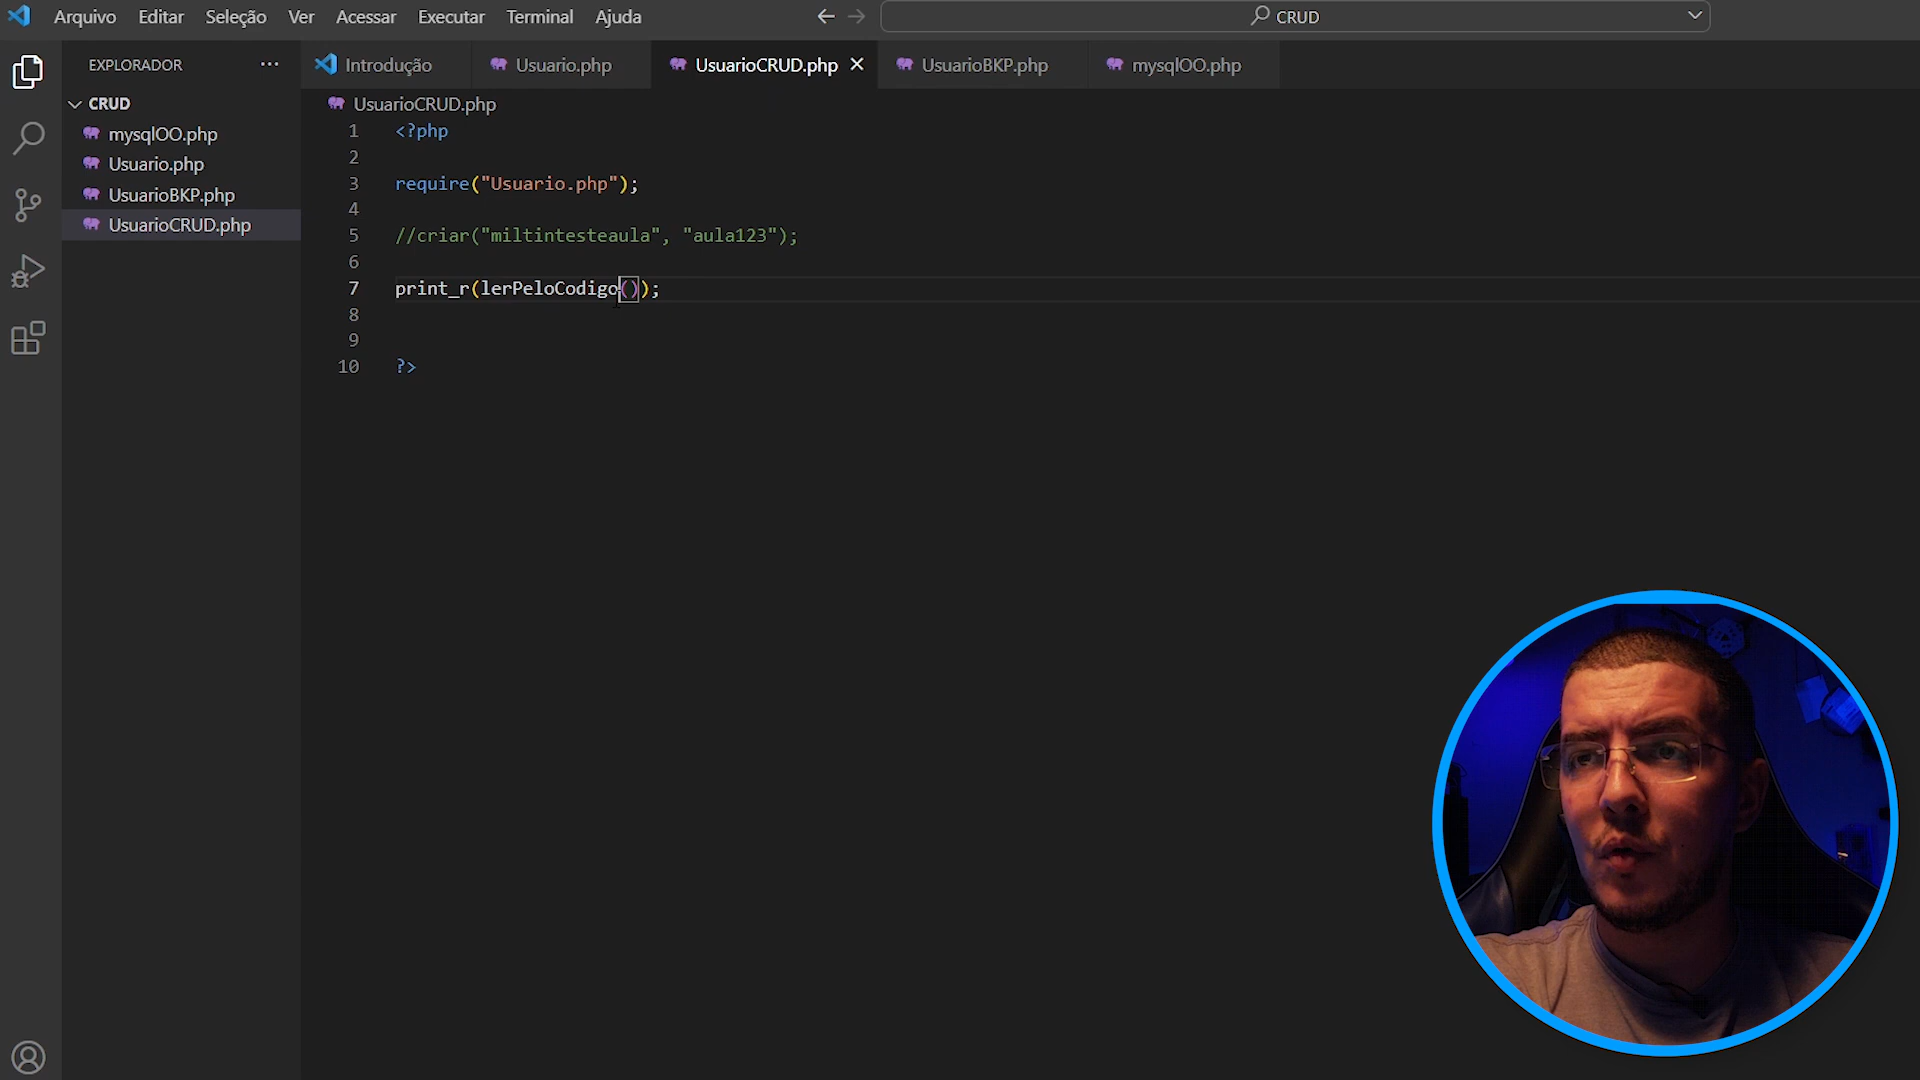 Arquivo Editar Seleção Ver Acessar Executar Terminal Ajuda
CRUD
EXPLORADOR
Introdução
Usuario.php
UsuarioCRUD.php
UsuarioBKP.php
mysqlOO.php
CRUD
mysqlOO.php
Usuario.php
UsuarioBKP.php
UsuarioCRUD.php
UsuarioCRUD.php
1 <?php
2
3 require("Usuario.php");
4
5 //criar("miltintesteaula", "aula123");
6
7 print_r(lerPeloCodigo());
8
9
10 ?>